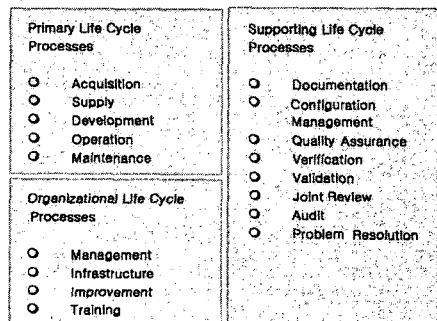 Primary Life Cycle
Processes
Acquisition
Supply
Development
Operation
Maintenance
Organizational Life Cycle
Processes
Management
Infrastructure
Improvement
Training
Supporting Life Cycle
Processes
Documentation
Configuration
Management
Quality Assurance
Verification
Validation
Joint Review
Audit
Problem Resolution